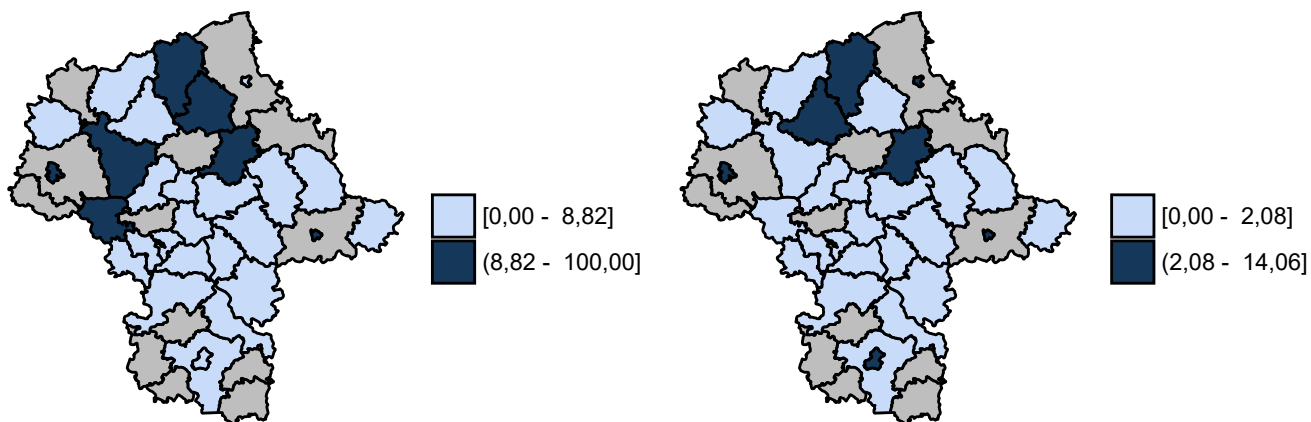 [0,00 - 8,82]
(8,82 - 100,00]
[0,00 - 2,08]
(2,08 - 14,06]